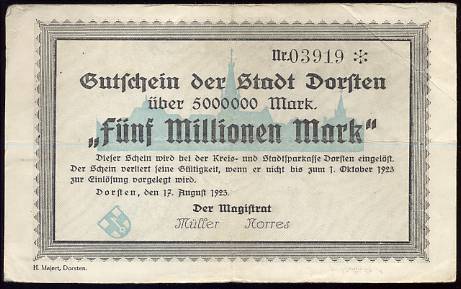 Nr. 03919 *
Gutschein der Stadt Dorsten
über 5000000 Mark.
„Fünf Millionen Mark"
Dieser Schein wird bei der Kreis- und Stadtsparkasse Dorsten eingelöst.
Der Schein verliert seine Gültigkeit, wenn er nicht bis zum 1. Oktober 1923
zur Einlösung vorgelegt wird.
Dorsten, den 17. August 1923.
Der Magistrat
Müller Norres
H. Majert, Dorsten.